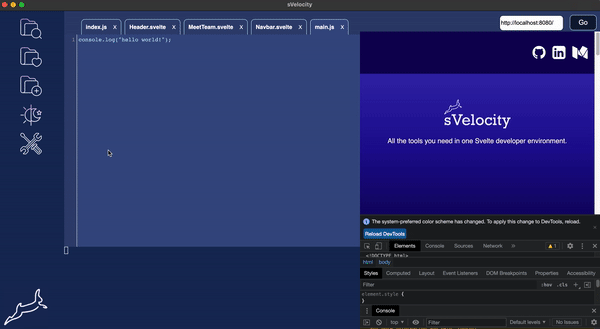 sVelocity
index.js X
Header.svelte X
MeetTeam.svelte X
Navbar.svelte X
main.js X
http://localhost:8080/
Go
1 console.log("hello world!");
sVelocity
All the tools you need in one Svelte developer environment.
The system-preferred color scheme has changed. To apply this change to DevTools, reload.
Reload DevTools
Elements Console Sources Network » 1
<!DOCTYPE html>
html body
Styles Computed Layout Event Listeners DOM Breakpoints Properties Accessibility
Filter :hov .cls +
element.style {
}
Console
top Filter Default levels No Issues